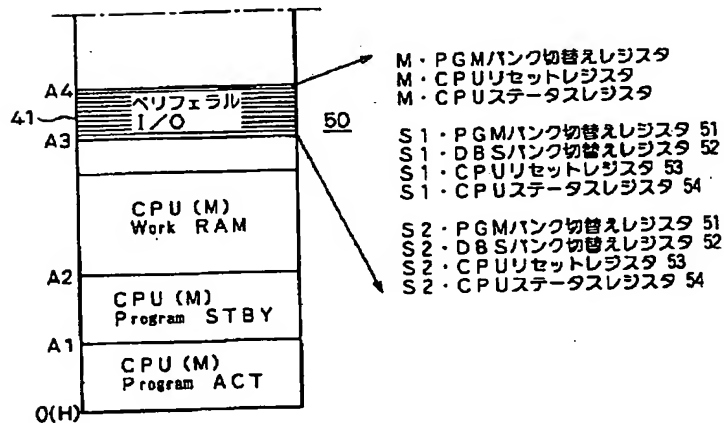 A4
41
ペリフェラル
I/O
A3
50
CPU (M)
Work RAM
A2
CPU (M)
Program STBY
A1
CPU (M)
Program ACT
0(H)
M・PGMバンク切替えレジスタ
M・CPUリセットレジスタ
M・CPUステータスレジスタ
S1・PGMバンク切替えレジスタ 51
S1・DBSバンク切替えレジスタ 52
S1・CPUリセットレジスタ 53
S1・CPUステータスレジスタ 54
S2・PGMバンク切替えレジスタ 51
S2・DBSバンク切替えレジスタ 52
S2・CPUリセットレジスタ 53
S2・CPUステータスレジスタ 54